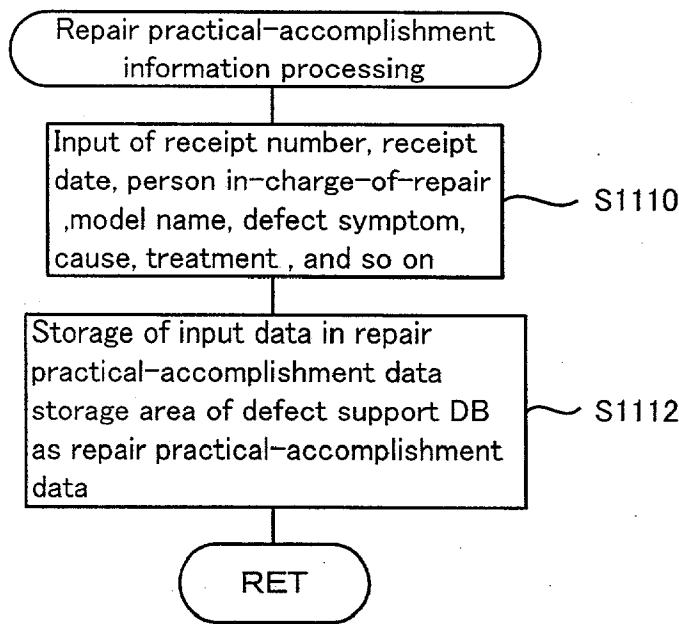 Repair practical-accomplishment
information processing
Input of receipt number, receipt
date, person in-charge-of-repair
,model name, defect symptom,
cause, treatment , and so on
S1110
Storage of input data in repair
practical-accomplishment data
storage area of defect support DB
as repair practical-accomplishment
data
S1112
RET